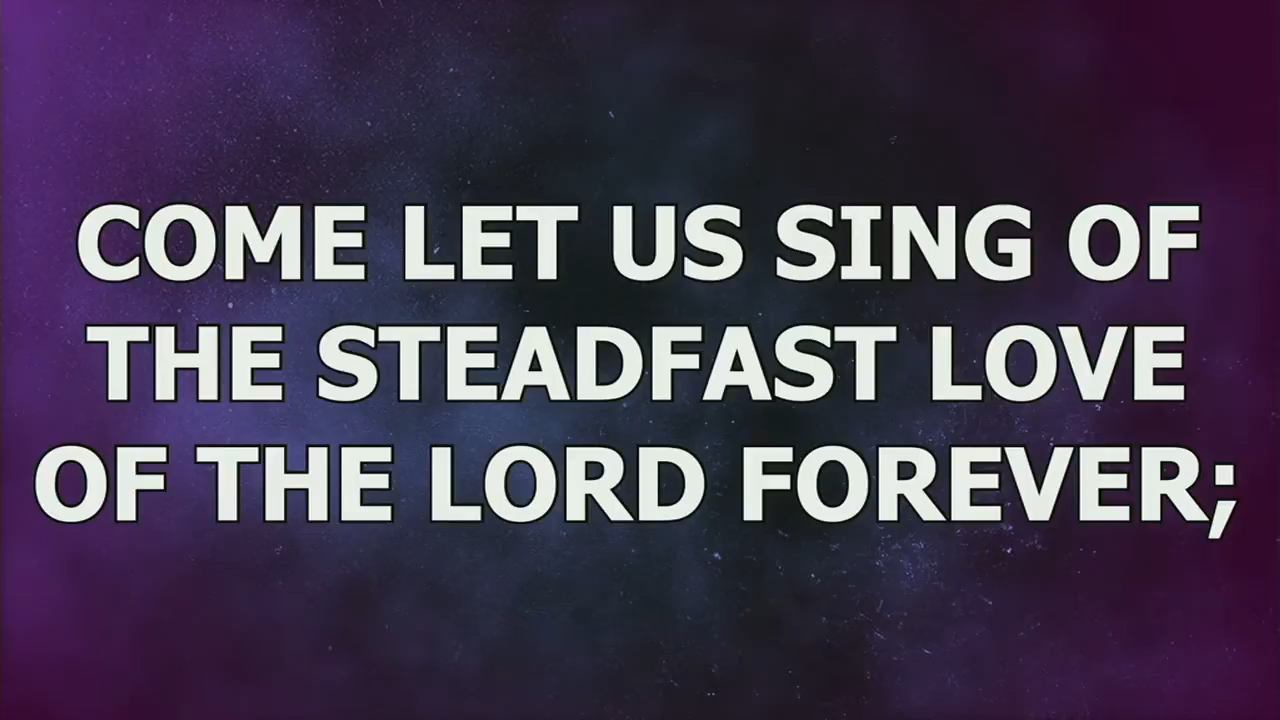 COME LET US SING OF
THE STEADFAST LOVE
OF THE LORD FOREVER;